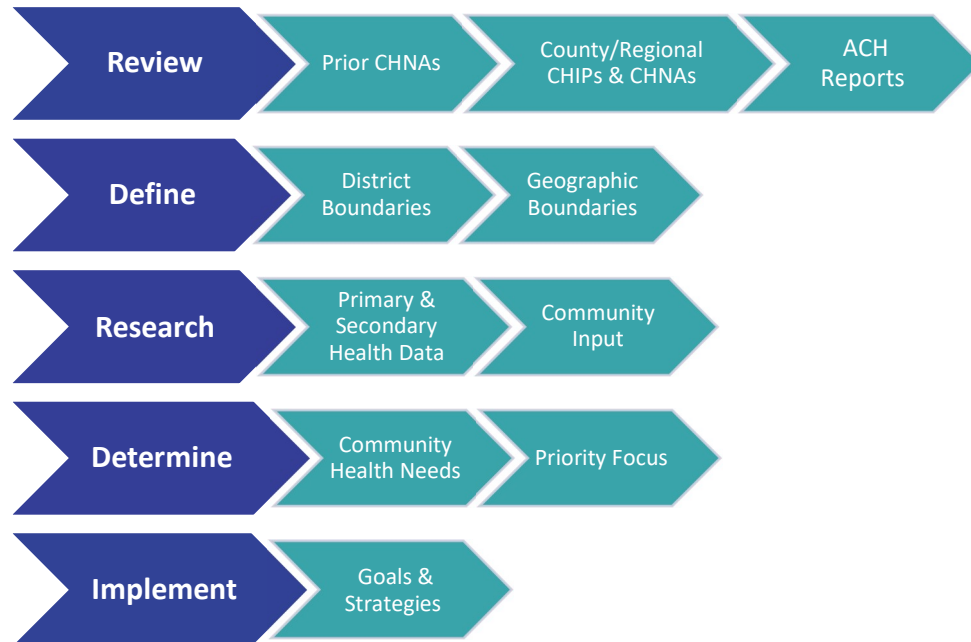 Review
Prior CHNAs
County/Regional
CHIPs & CHNAs
ACH
Reports
Define
District
Boundaries
Geographic
Boundaries
Research
Primary &
Secondary
Health Data
Community
Input
Determine
Community
Health Needs
Priority Focus
Implement
Goals &
Strategies